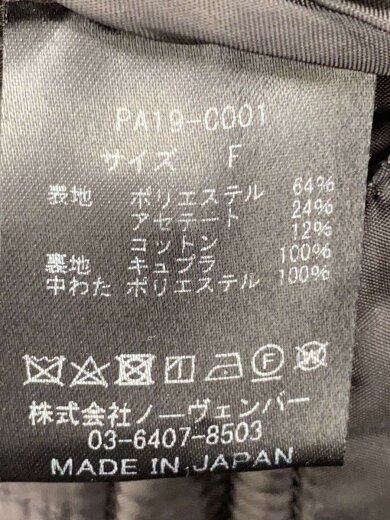 PA19-0001
サイズ F
表地 ポリエステル 64%
アセテート 24%
コットン 12%
裏地 キュプラ 100%
中わた ポリエステル 100%
株式会社ノーヴェンバー
03-6407-8503
MADE IN JAPAN